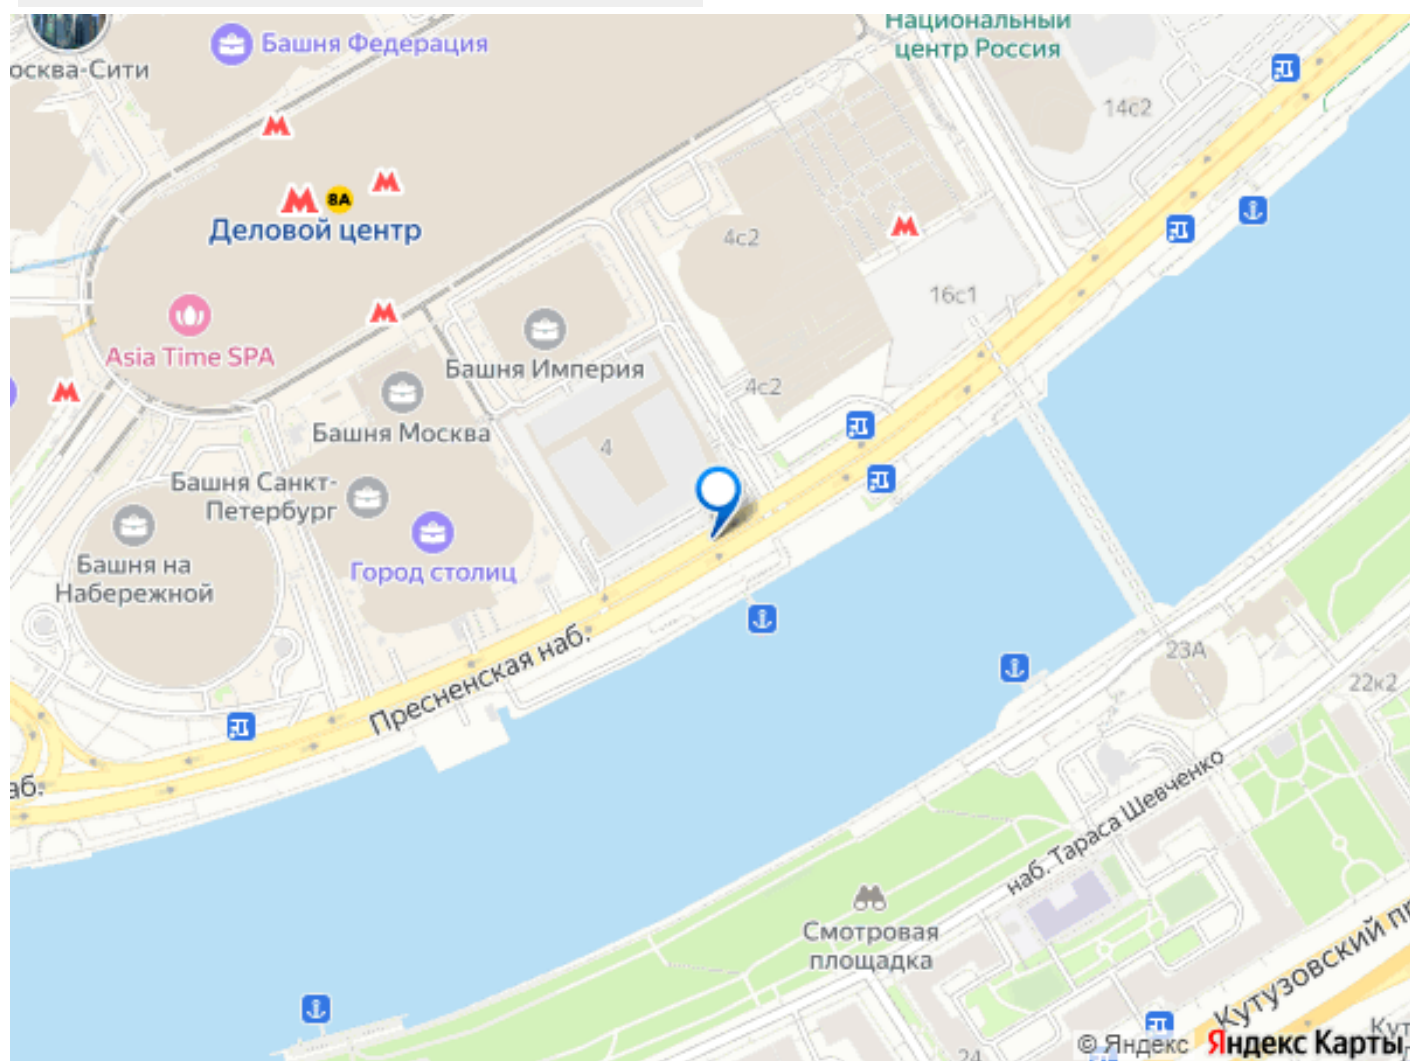 Национальный
центр Россия
Башня Федерация
осква-Сити
14с2
М
М
М
8А
Деловой центр
4с2
М
16с1
Asia Time SPA
М
Башня Империя
4с2
М
Башня Москва
4
Башня Санкт-
Петербург
Башня на
Набережной
Город столиц
Пресненская наб.
23А
22к2
аб.
наб. Тараса Шевченко
Смотровая
площадка
Кутузовский пр
24
© Яндекс
Яндекс Карты
Кут